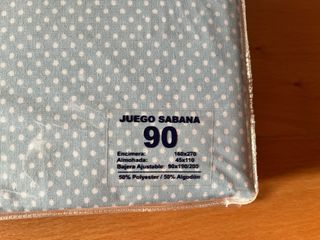 JUEGO SABANA
90
Encimera: 160x270
Almohada: 45x110
Bajera Ajustable: 90x190/200
50% Polyester / 50% Algodón